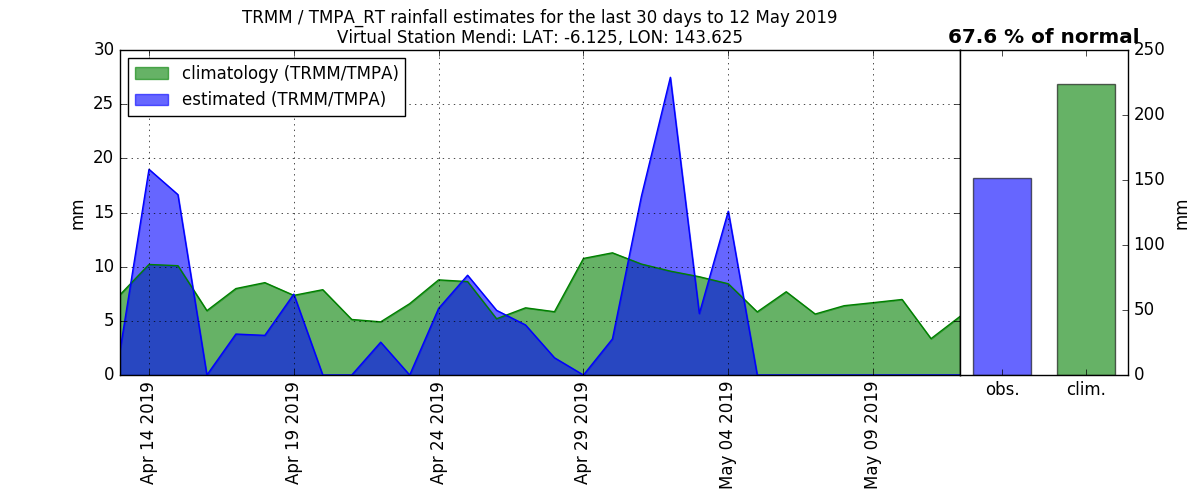 TRMM / TMPA_RT rainfall estimates for the last 30 days to 12 May 2019
Virtual Station Mendi: LAT: -6.125, LON: 143.625
67.6 % of normal
climatology (TRMM/TMPA)
estimated (TRMM/TMPA)
30
25
20
15
10
5
0
mm
Apr 14 2019
Apr 19 2019
Apr 24 2019
Apr 29 2019
May 04 2019
May 09 2019
250
200
150
100
50
0
mm
obs.
clim.